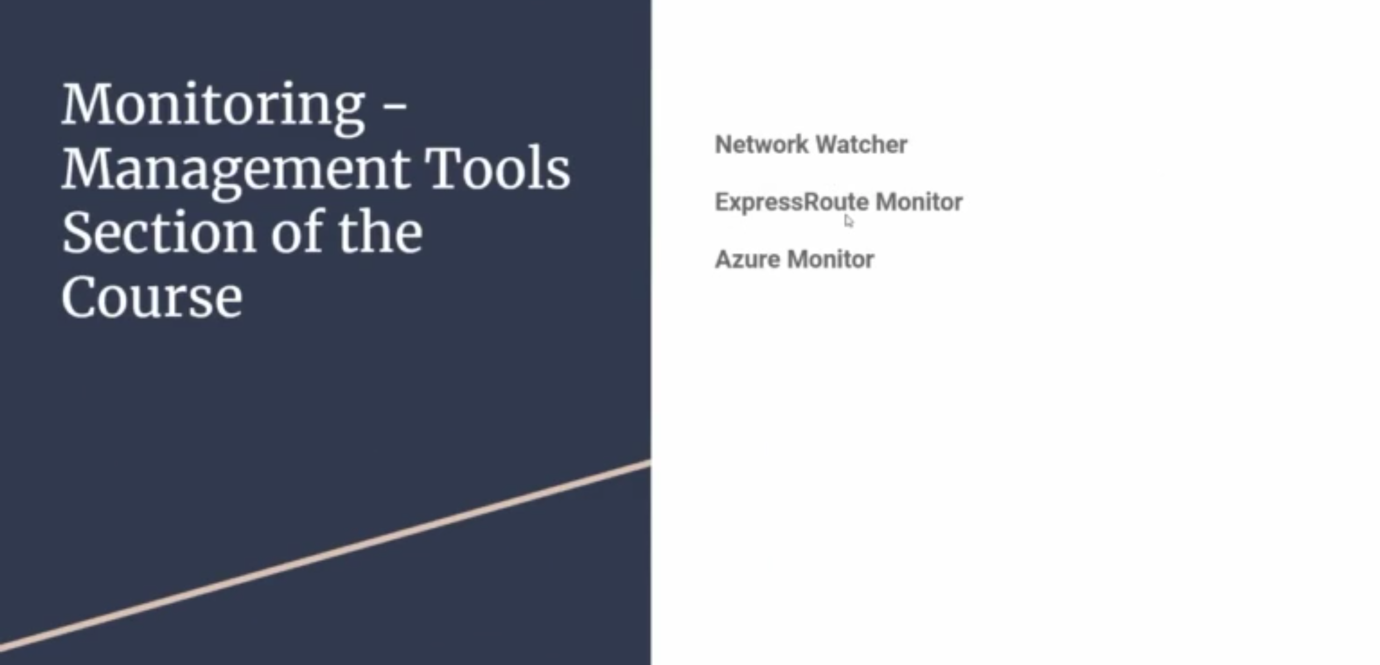 Monitoring -
Management Tools
Section of the
Course
Network Watcher
ExpressRoute Monitor
Azure Monitor